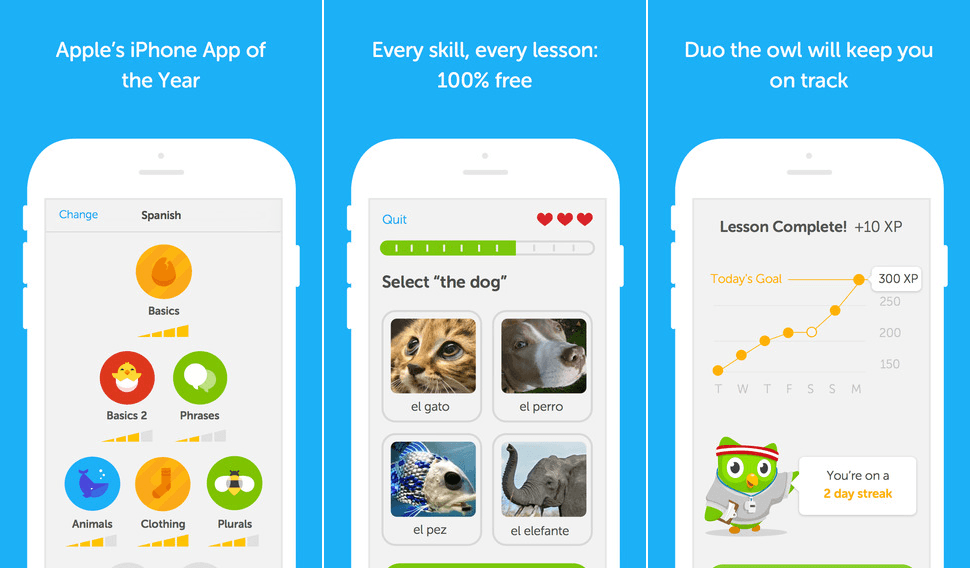 Apple’s iPhone App of
the Year
Change
Spanish
Basics
Basics 2
Phrases
Animals
Clothing
Plurals
Every skill, every lesson:
100% free
Quit
Select “the dog”
el gato
el perro
el pez
el elefante
Duo the owl will keep you
on track
Lesson Complete! +10 XP
Today’s Goal
300 XP
250
200
150
T W T F S S M
You’re on a
2 day streak